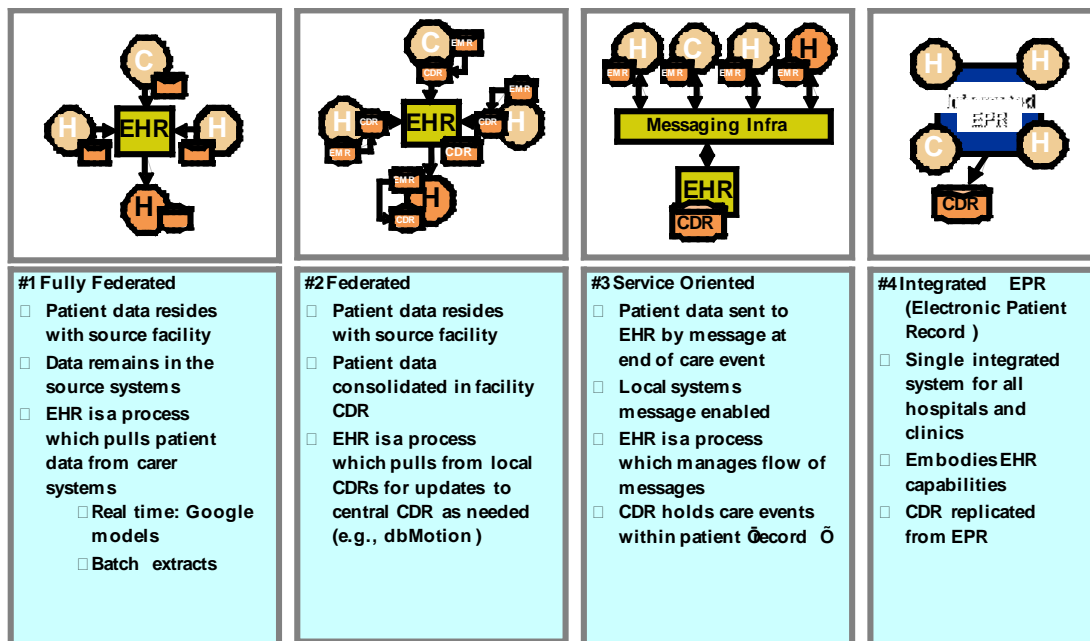 C
H
EHR
H
H
C
EMR
CDR
EMR
H
CDR
EHR
CDR
H
EMR
CDR
EMR
H
CDR
H
C
H
H
EMR
EMR
EMR
EMR
Messaging Infra
EHR
CDR
H
H
EPR
C
H
CDR
#1 Fully Federated
Patient data resides
with source facility
Data remains in the
source systems
EHR is a process
which pulls patient
data from carer
systems
Real time: Google
models
Batch extracts
#2 Federated
Patient data resides
with source facility
Patient data
consolidated in facility
CDR
EHR is a process
which pulls from local
CDRs for updates to
central CDR as needed
(e.g., dbMotion )
#3 Service Oriented
Patient data sent to
EHR by message at
end of care event
Local systems
message enabled
EHR is a process
which manages flow of
messages
CDR holds care events
within patient Õ
#4 Integrated EPR
(Electronic Patient
Record )
Single integrated
system for all
hospitals and
clinics
Embodies EHR
capabilities
CDR replicated
from EPR